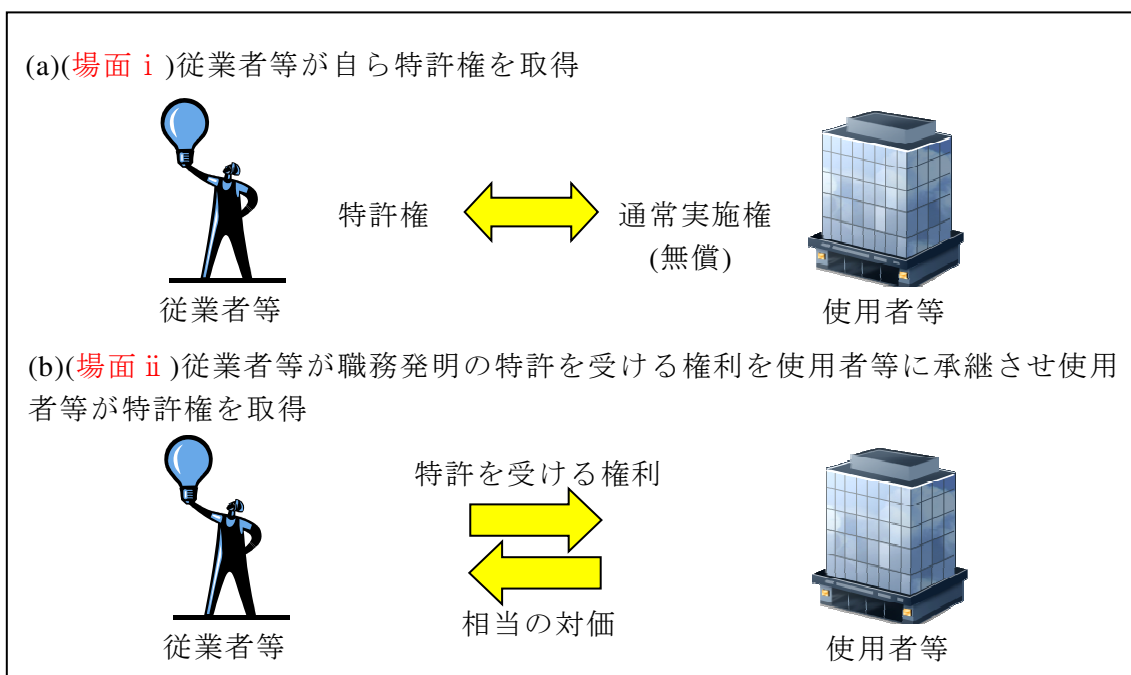 (a)(場面ⅰ)従業者等が自ら特許権を取得
特許権
通常実施権
(無償)
従業者等
使用者等
(b)(場面ⅱ)従業者等が職務発明の特許を受ける権利を使用者等に承継させ使用
者等が特許権を取得
特許を受ける権利
相当の対価
従業者等
使用者等